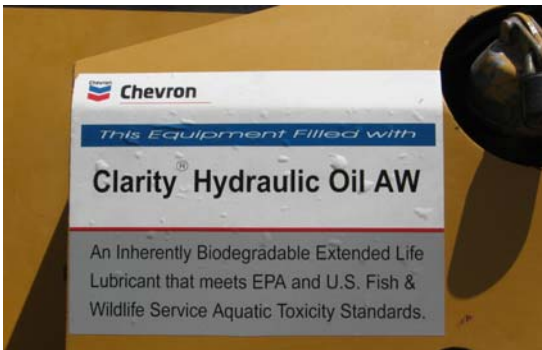 Chevron
Chevron
This Equipment Filled with
Clarity® Hydraulic Oil AW
An Inherently Biodegradable Extended Life
Lubricant that meets EPA and U.S. Fish &
Wildlife Service Aquatic Toxicity Standards.